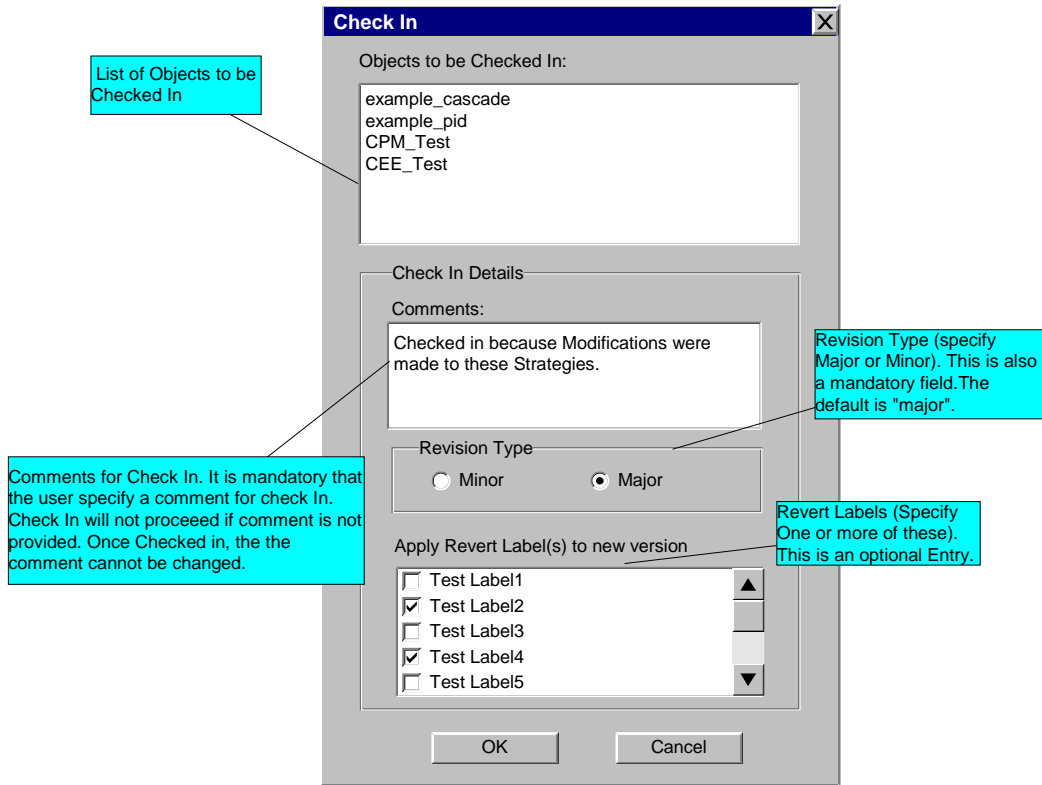 Check In
X
Objects to be Checked In:
List of Objects to be
Checked In
example_cascade
example_pid
CPM_Test
CEE_Test
Check In Details
Comments:
Checked in because Modifications were
made to these Strategies.
Revision Type (specify
Major or Minor). This is also
a mandatory field.The
default is "major".
Revision Type
Minor
Major
Comments for Check In. It is mandatory that
the user specify a comment for check In.
Check In will not proceeed if comment is not
provided. Once Checked in, the the
comment cannot be changed.
Revert Labels (Specify
One or more of these).
This is an optional Entry.
Apply Revert Label(s) to new version
Test Label1
Test Label2
Test Label3
Test Label4
Test Label5
OK
Cancel